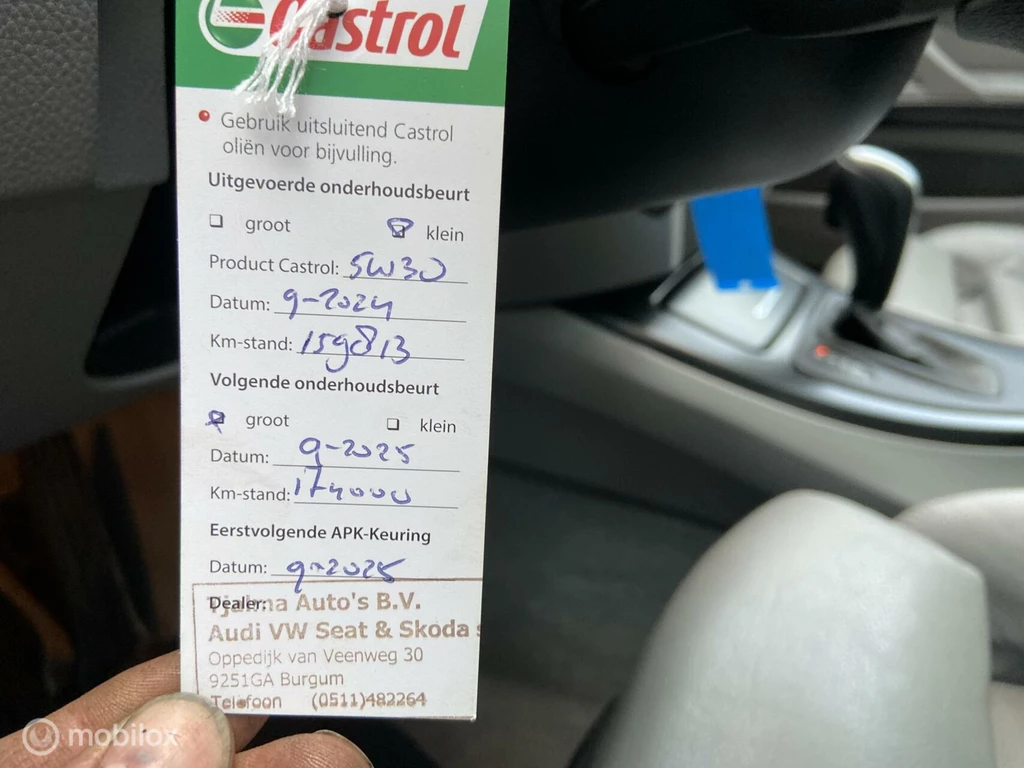 Castrol
Gebruik uitsluitend Castrol
oliën voor bijvulling.
Uitgevoerde onderhoudsbeurt
groot klein
Product Castrol: 5W30
Datum: 9-2024
Km-stand: 159813
Volgende onderhoudsbeurt
groot klein
Datum: 9-2025
Km-stand: 174000
Eerstvolgende APK-Keuring
Datum: 9-2025
Dealer: Auto's B.V.
Audi VW Seat & Skoda
Oppedijk van Veenweg 30
9251GA Burgum
Telefoon (0511)482264
mobilox